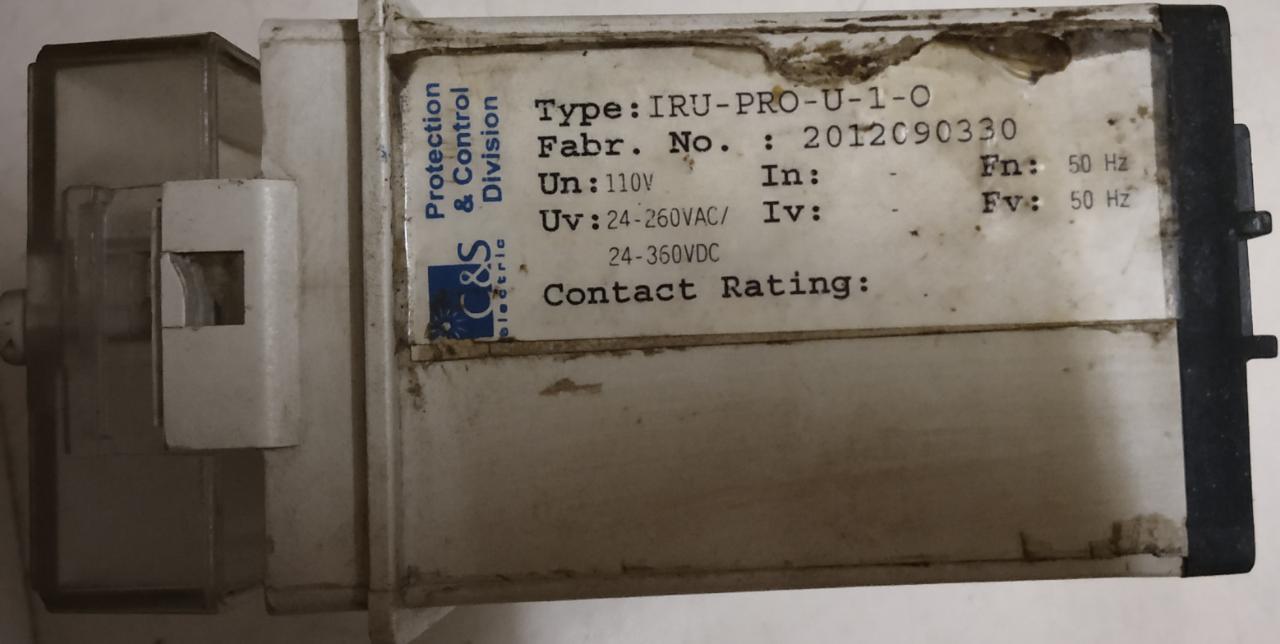 Protection
& Control
Division
C&S
electric
Type:IRU-PRO-U-1-O
Fabr. No. : 2012090330
Un:110V In: - Fn: 50 Hz
Uv:24-260VAC/ Iv: - Fv: 50 Hz
24-360VDC
Contact Rating: